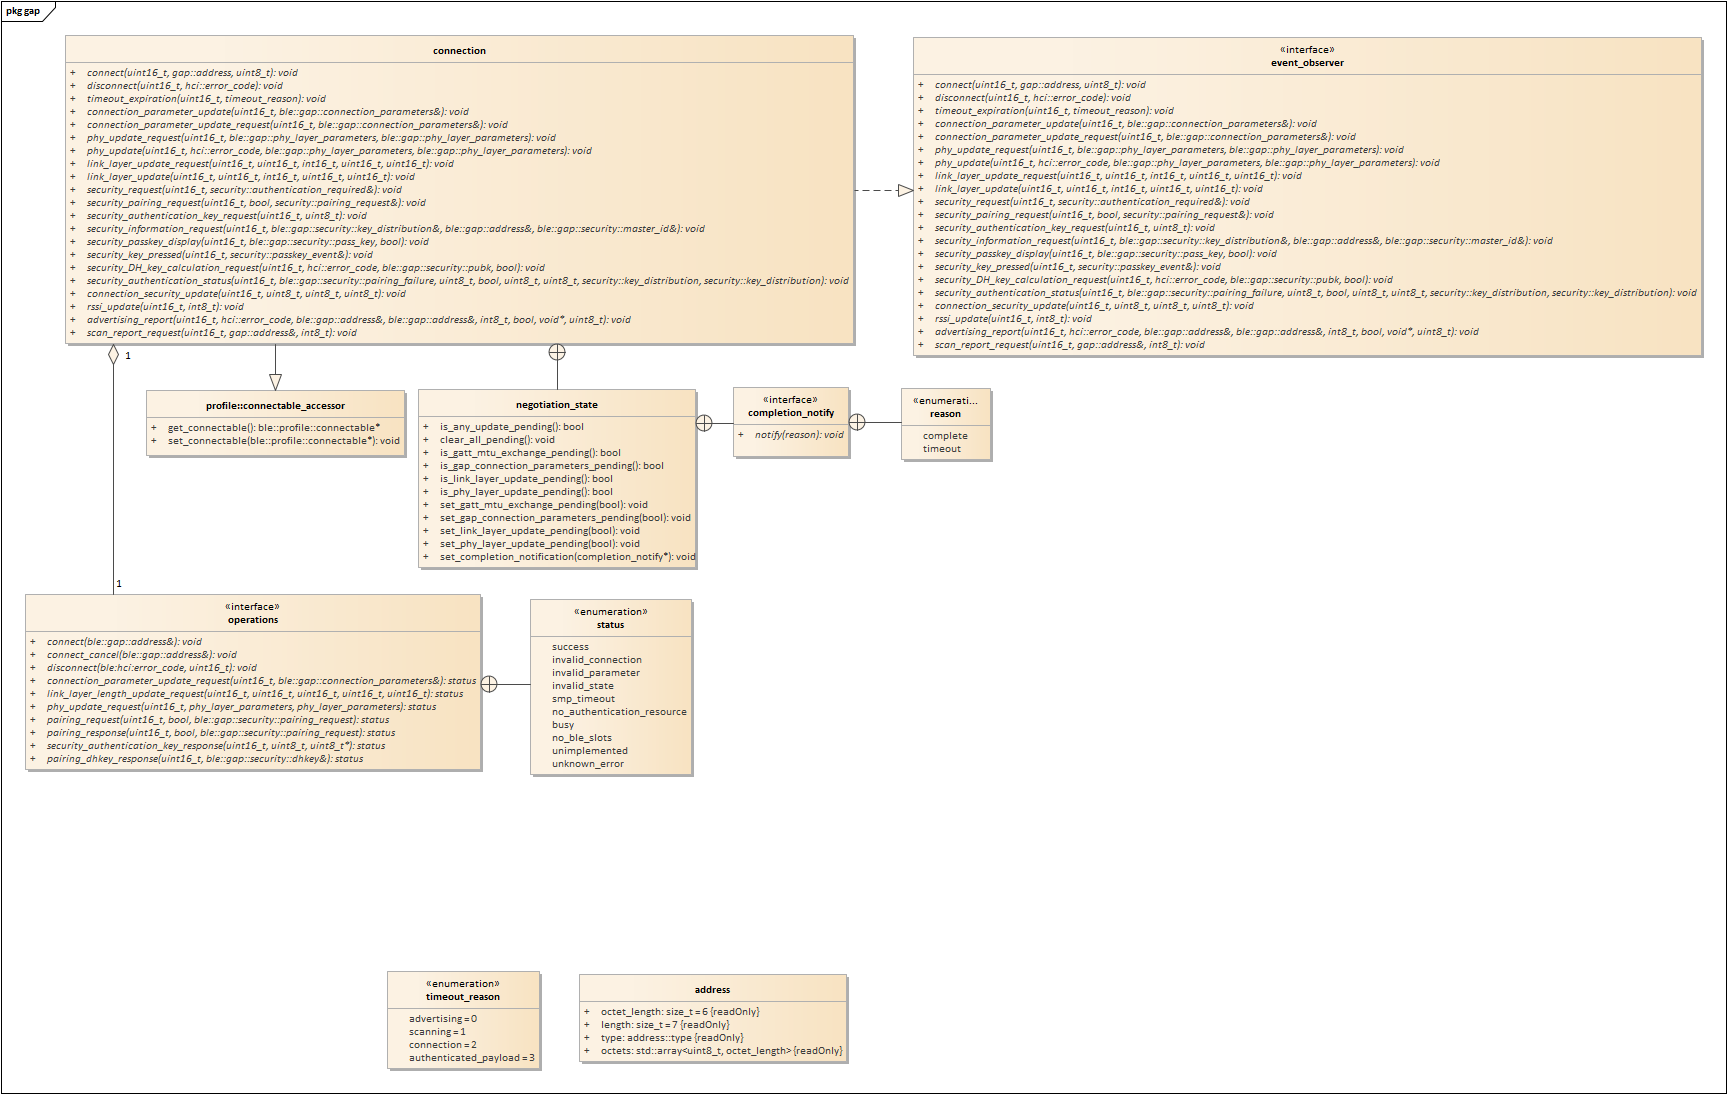 pkg gap
connection
+ connect(uint16_t, gap::address, uint8_t): void
+ disconnect(uint16_t, hci::error_code): void
+ timeout_expiration(uint16_t, timeout_reason): void
+ connection_parameter_update(uint16_t, ble::gap::connection_parameters&): void
+ connection_parameter_update_request(uint16_t, ble::gap::connection_parameters&): void
+ phy_update_request(uint16_t, ble::gap::phy_layer_parameters, ble::gap::phy_layer_parameters): void
+ phy_update(uint16_t, hci::error_code, ble::gap::phy_layer_parameters, ble::gap::phy_layer_parameters): void
+ link_layer_update_request(uint16_t, uint16_t, int16_t, uint16_t, uint16_t): void
+ link_layer_update(uint16_t, uint16_t, int16_t, uint16_t, uint16_t): void
+ security_request(uint16_t, security::authentication_required&): void
+ security_pairing_request(uint16_t, bool, security::pairing_request&): void
+ security_authentication_key_request(uint16_t, uint8_t): void
+ security_information_request(uint16_t, ble::gap::security::key_distribution&, ble::gap::address&, ble::gap::security::master_id&): void
+ security_passkey_display(uint16_t, ble::gap::security::pass_key, bool): void
+ security_key_pressed(uint16_t, security::passkey_event&): void
+ security_DH_key_calculation_request(uint16_t, hci::error_code, ble::gap::security::pubk, bool): void
+ security_authentication_status(uint16_t, ble::gap::security::pairing_failure, uint8_t, bool, uint8_t, uint8_t, security::key_distribution, security::key_distribution): void
+ connection_security_update(uint16_t, uint8_t, uint8_t, uint8_t): void
+ rssi_update(uint16_t, int8_t): void
+ advertising_report(uint16_t, hci::error_code, ble::gap::address&, ble::gap::address&, int8_t, bool, void*, uint8_t): void
+ scan_report_request(uint16_t, gap::address&, int8_t): void
«interface»
event_observer
+ connect(uint16_t, gap::address, uint8_t): void
+ disconnect(uint16_t, hci::error_code): void
+ timeout_expiration(uint16_t, timeout_reason): void
+ connection_parameter_update(uint16_t, ble::gap::connection_parameters&): void
+ connection_parameter_update_request(uint16_t, ble::gap::connection_parameters&): void
+ phy_update_request(uint16_t, ble::gap::phy_layer_parameters, ble::gap::phy_layer_parameters): void
+ phy_update(uint16_t, hci::error_code, ble::gap::phy_layer_parameters, ble::gap::phy_layer_parameters): void
+ link_layer_update_request(uint16_t, uint16_t, int16_t, uint16_t, uint16_t): void
+ link_layer_update(uint16_t, uint16_t, int16_t, uint16_t, uint16_t): void
+ security_request(uint16_t, security::authentication_required&): void
+ security_pairing_request(uint16_t, bool, security::pairing_request&): void
+ security_authentication_key_request(uint16_t, uint8_t): void
+ security_information_request(uint16_t, ble::gap::security::key_distribution&, ble::gap::address&, ble::gap::security::master_id&): void
+ security_passkey_display(uint16_t, ble::gap::security::pass_key, bool): void
+ security_key_pressed(uint16_t, security::passkey_event&): void
+ security_DH_key_calculation_request(uint16_t, hci::error_code, ble::gap::security::pubk, bool): void
+ security_authentication_status(uint16_t, ble::gap::security::pairing_failure, uint8_t, bool, uint8_t, uint8_t, security::key_distribution, security::key_distribution): void
+ connection_security_update(uint16_t, uint8_t, uint8_t, uint8_t): void
+ rssi_update(uint16_t, int8_t): void
+ advertising_report(uint16_t, hci::error_code, ble::gap::address&, ble::gap::address&, int8_t, bool, void*, uint8_t): void
+ scan_report_request(uint16_t, gap::address&, int8_t): void
1
profile::connectable_accessor
+ get_connectable(): ble::profile::connectable*
+ set_connectable(ble::profile::connectable*): void
negotiation_state
+ is_any_update_pending(): bool
+ clear_all_pending(): void
+ is_gatt_mtu_exchange_pending(): bool
+ is_gap_connection_parameters_pending(): bool
+ is_link_layer_update_pending(): bool
+ is_phy_layer_update_pending(): bool
+ set_gatt_mtu_exchange_pending(bool): void
+ set_gap_connection_parameters_pending(bool): void
+ set_link_layer_update_pending(bool): void
+ set_phy_layer_update_pending(bool): void
+ set_completion_notification(completion_notify*): void
«interface»
completion_notify
+ notify(reason): void
«enumerati...
reason
complete
timeout
1
«interface»
operations
+ connect(ble::gap::address&): void
+ connect_cancel(ble::gap::address&): void
+ disconnect(ble:hci:error_code, uint16_t): void
+ connection_parameter_update_request(uint16_t, ble::gap::connection_parameters&): status
+ link_layer_length_update_request(uint16_t, uint16_t, uint16_t, uint16_t, uint16_t): status
+ phy_update_request(uint16_t, phy_layer_parameters, phy_layer_parameters): status
+ pairing_request(uint16_t, bool, ble::gap::security::pairing_request): status
+ pairing_response(uint16_t, bool, ble::gap::security::pairing_request): status
+ security_authentication_key_response(uint16_t, uint8_t, uint8_t*): status
+ pairing_dhkey_response(uint16_t, ble::gap::security::dhkey&): status
«enumeration»
status
success
invalid_connection
invalid_parameter
invalid_state
smp_timeout
no_authentication_resource
busy
no_ble_slots
unimplemented
unknown_error
«enumeration»
timeout_reason
advertising = 0
scanning = 1
connection = 2
authenticated_payload = 3
address
+ octet_length: size_t = 6 {readOnly}
+ length: size_t = 7 {readOnly}
+ type: address::type {readOnly}
+ octets: std::array<uint8_t, octet_length> {readOnly}